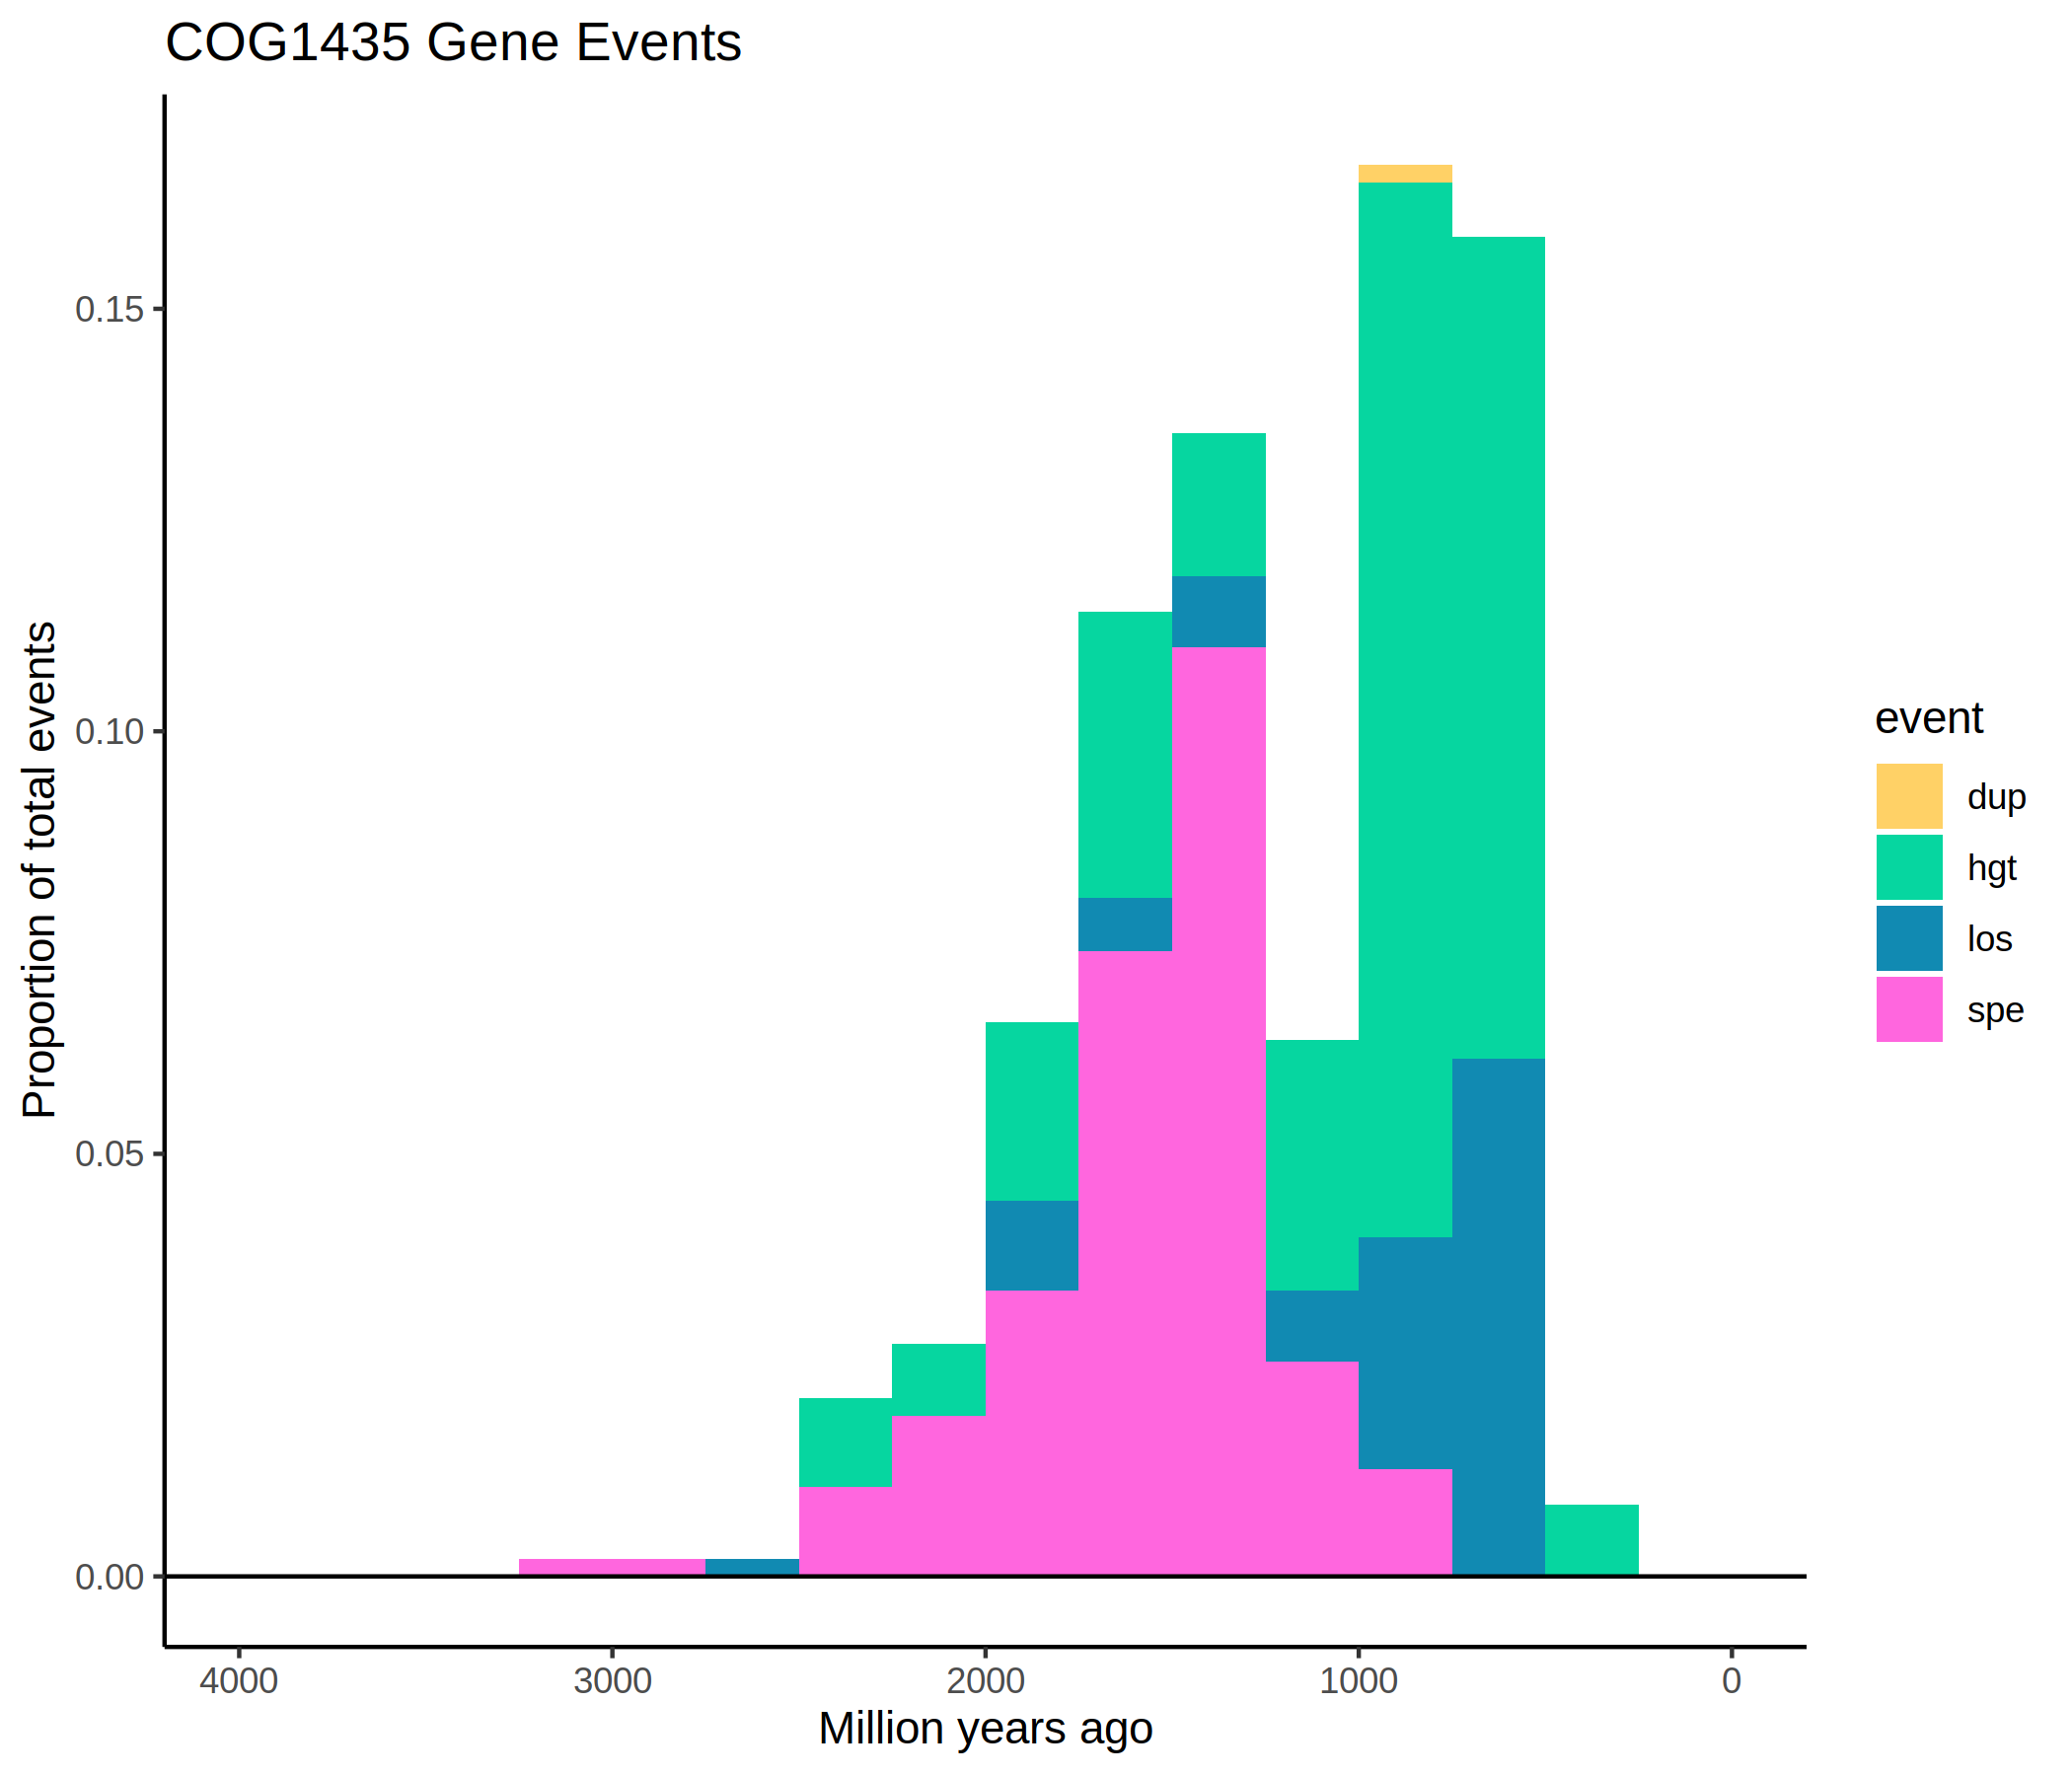 COG1435 Gene Events
Proportion of total events
0.15
0.10
0.05
0.00
4000 3000 2000 1000 0
Million years ago
event
dup
hgt
los
spe